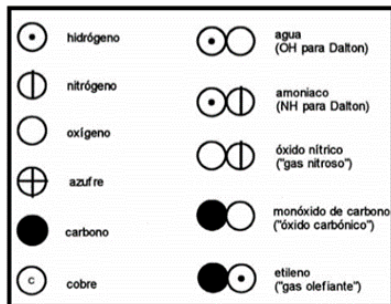 hidrógeno
nitrógeno
oxígeno
azufre
carbono
c
cobre
agua
(OH para Dalton)
amoniaco
(NH para Dalton)
óxido nítrico
("gas nitroso")
monóxido de carbono
("óxido carbónico")
etileno
("gas olefiante")